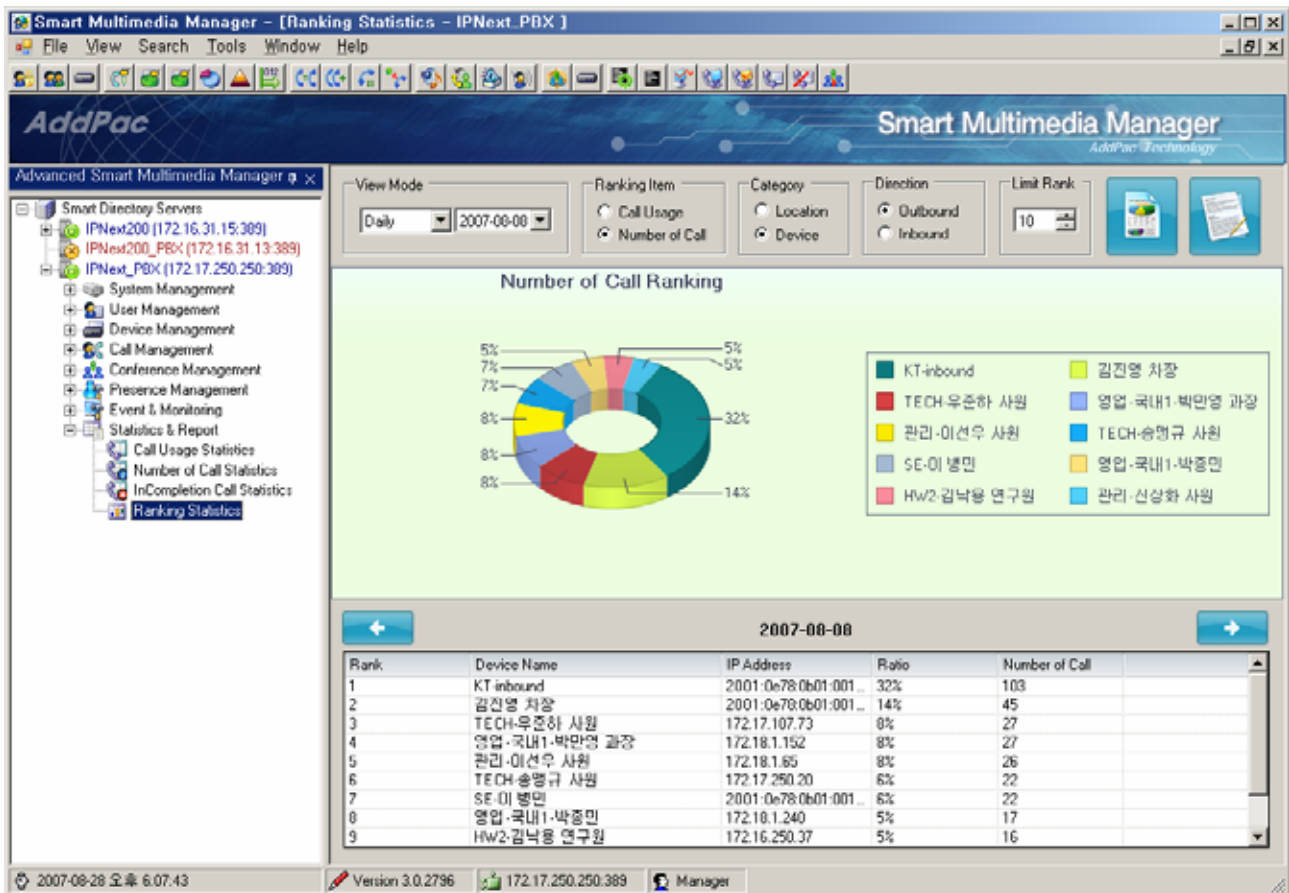 Smart Multimedia Manager - [Ranking Statistics - IPNext_PBX ]
File View Search Tools Window Help
AddPac
Smart Multimedia Manager
AddPac Technology
Advanced Smart Multimedia Manager
Smart Directory Servers
IPNext200 (172.16.31.15:389)
IPNext200_PBX (172.16.31.13:389)
IPNext_PBX (172.17.250.250:389)
System Management
User Management
Device Management
Call Management
Conference Management
Presence Management
Event & Monitoring
Statistics & Report
Call Usage Statistics
Number of Call Statistics
InCompletion Call Statistics
Ranking Statistics
View Mode
Daily 2007-08-08
Ranking Item
Call Usage
Number of Call
Category
Location
Device
Direction
Outbound
Inbound
Limit Rank
10
Number of Call Ranking
5%
7%
7%
8%
8%
8%
5%
5%
32%
14%
KT-inbound
김진영 차장
TECH-우준하 사원
영업-국내1-박만영 과장
관리-이선우 사원
TECH-송명규 사원
SE-이 병민
영업-국내1-박종민
HW2-김낙용 연구원
관리-신상화 사원
2007-08-08
Rank Device Name IP Address Ratio Number of Call
1 KT-inbound 2001:0e78:0b01:001... 32% 103
2 김진영 차장 2001:0e78:0b01:001... 14% 45
3 TECH-우준하 사원 172.17.107.73 8% 27
4 영업-국내1-박만영 과장 172.18.1.152 8% 27
5 관리-이선우 사원 172.18.1.65 8% 26
6 TECH-송명규 사원 172.17.250.20 6% 22
7 SE-이 병민 2001:0e78:0b01:001... 6% 22
8 영업-국내1-박종민 172.18.1.240 5% 17
9 HW2-김낙용 연구원 172.16.250.37 5% 16
2007-08-28 오후 6:07:43
Version 3.0.2796
172.17.250.250:389
Manager